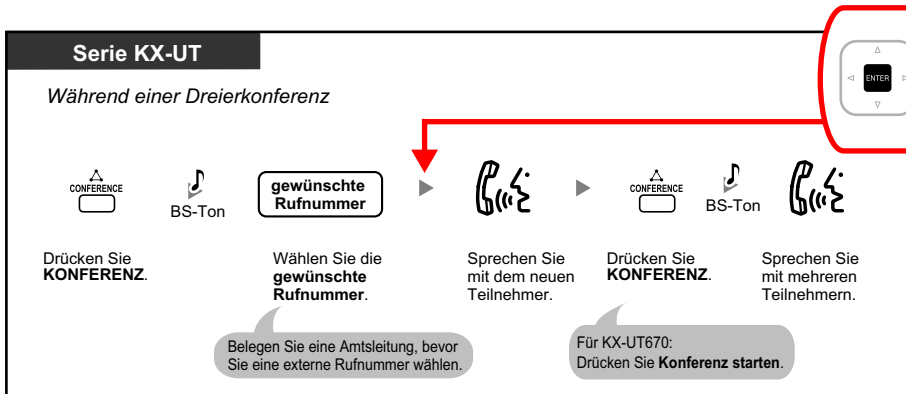 Serie KX-UT
ENTER
Während einer Dreierkonferenz
CONFERENCE
BS-Ton
gewünschte
Rufnummer
CONFERENCE
BS-Ton
Drücken Sie
KONFERENZ.
Wählen Sie die
gewünschte
Rufnummer.
Sprechen Sie
mit dem neuen
Teilnehmer.
Drücken Sie
KONFERENZ.
Sprechen Sie
mit mehreren
Teilnehmern.
Belegen Sie eine Amtsleitung, bevor
Sie eine externe Rufnummer wählen.
Für KX-UT670:
Drücken Sie Konferenz starten.